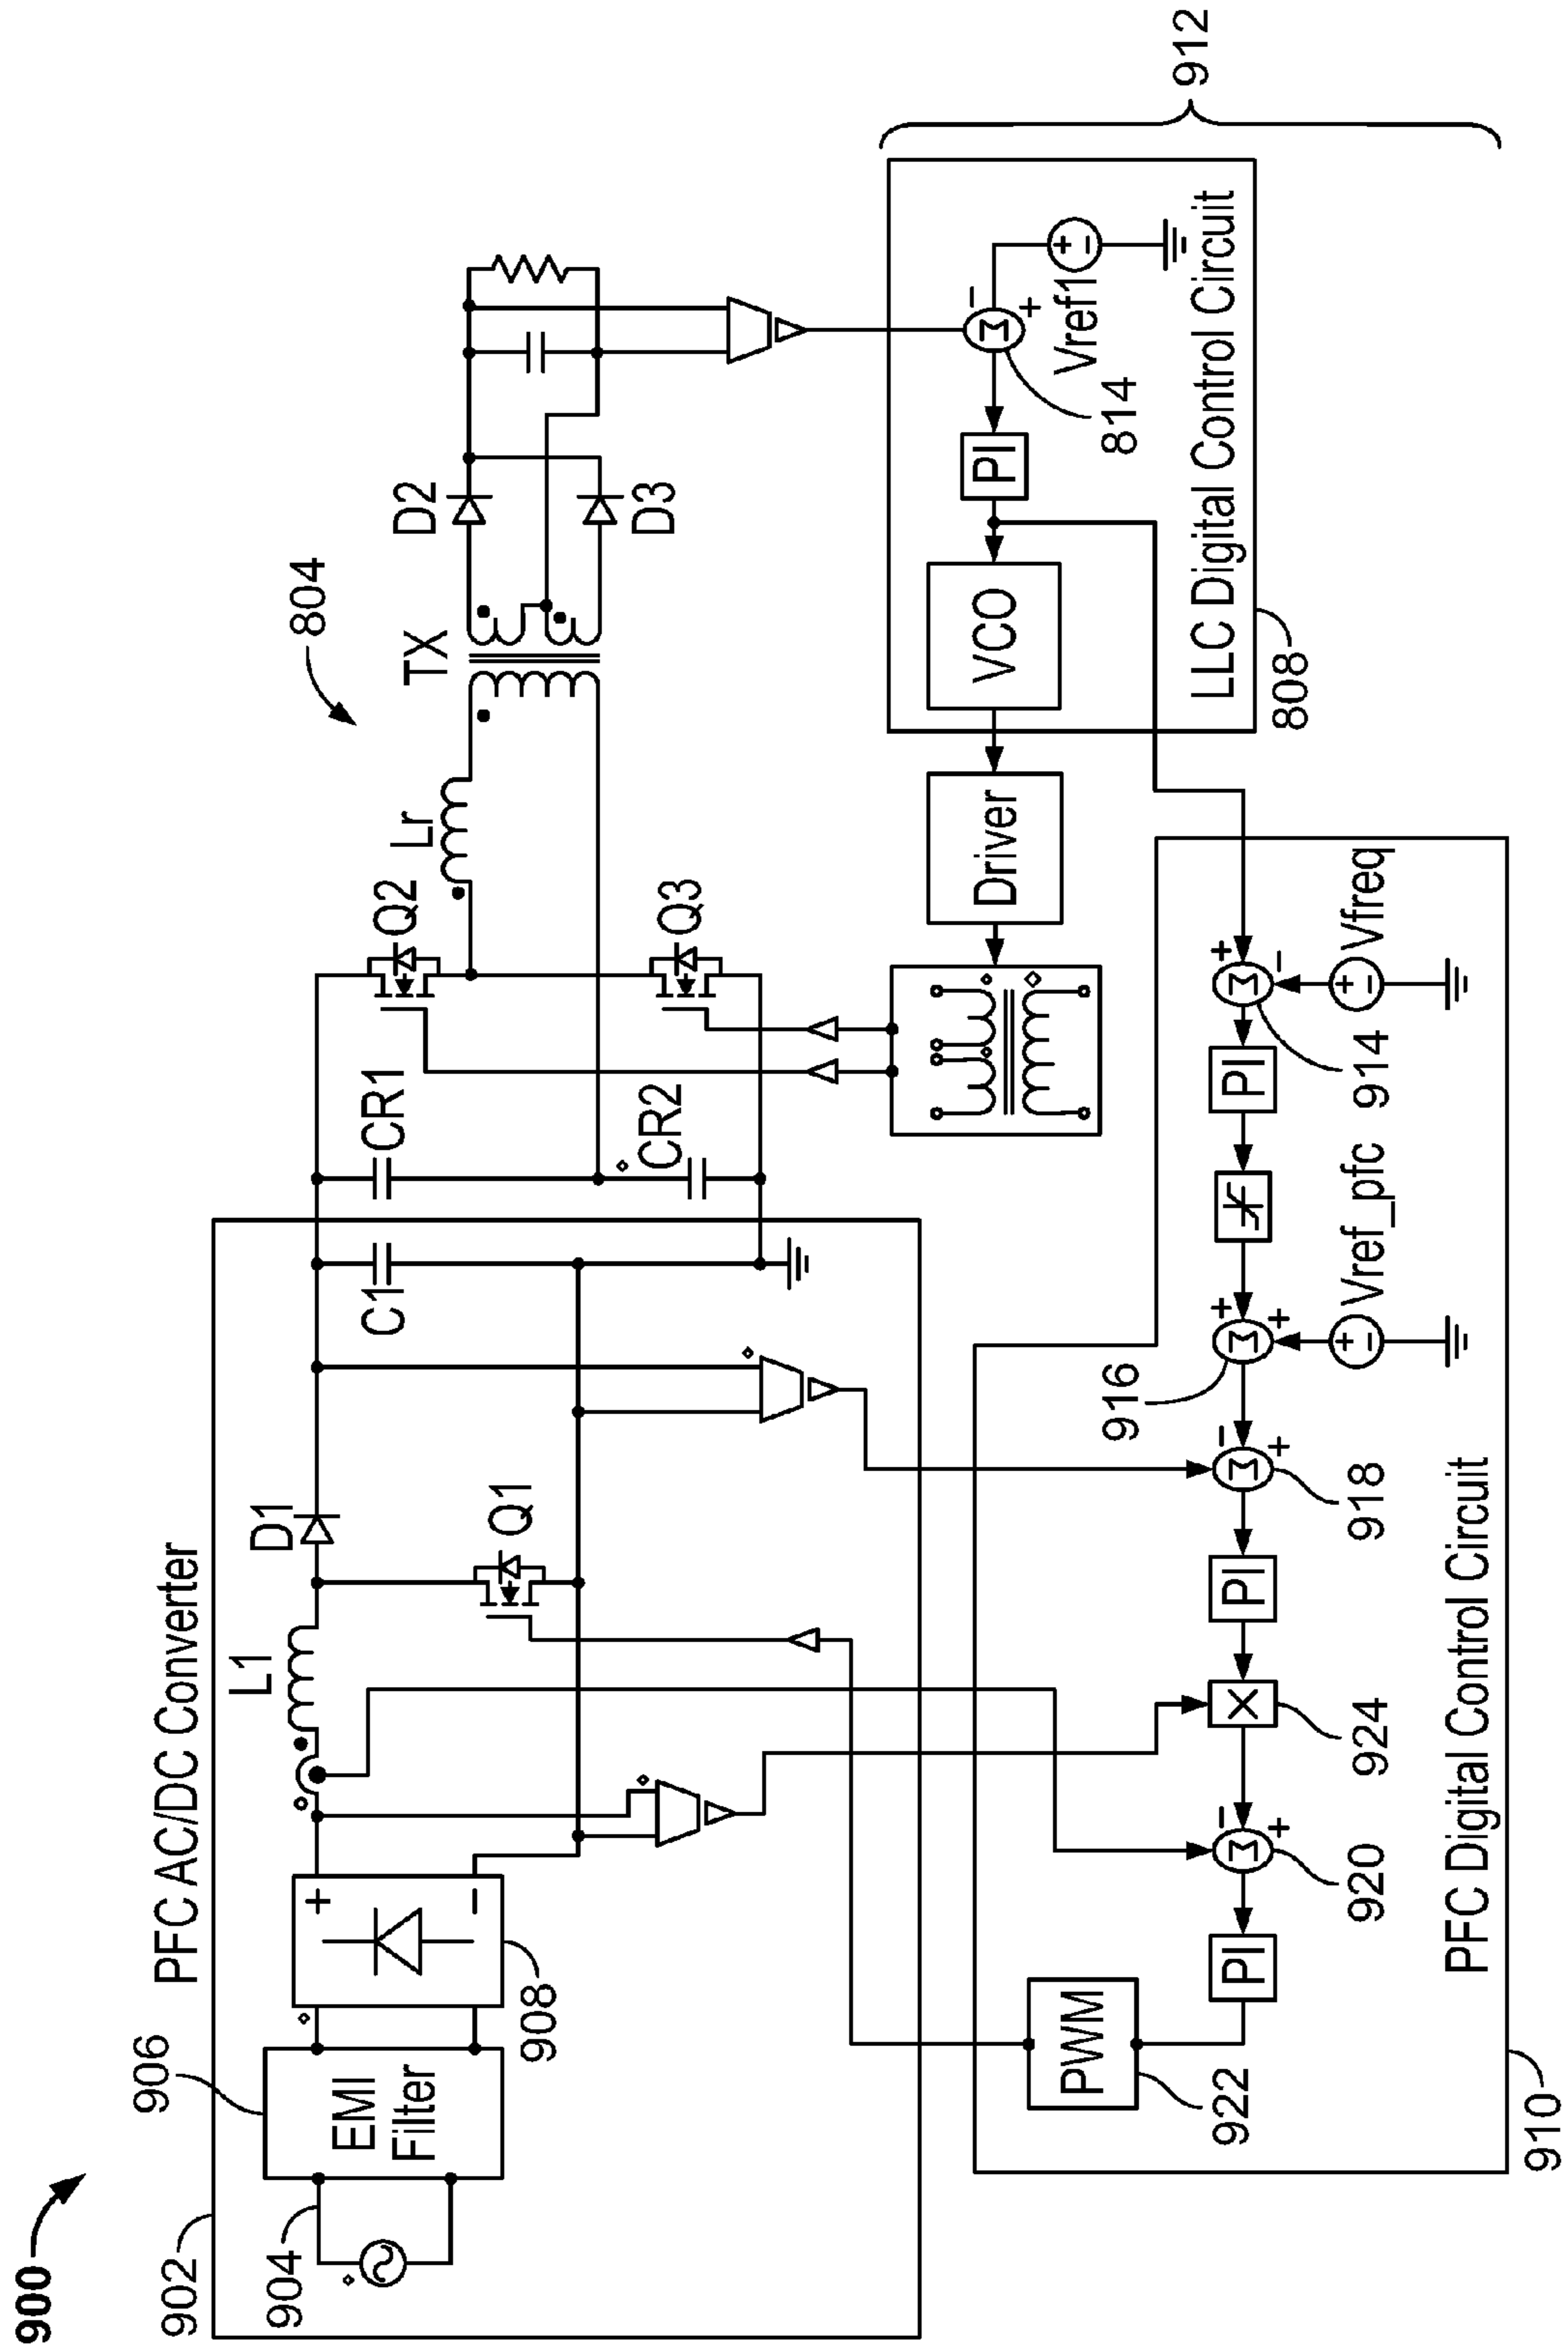 900
902
PFC AC/DC Converter
904
906
EMI
Filter
908
+
−
L1
D1
Q1
C1
CR1
CR2
Q2
Q3
Lr
804
TX
D2
D3
912
LLC Digital Control Circuit
808
VCO
PI
Σ
−
+
814
Vref1
+
−
Driver
PFC Digital Control Circuit
910
PWM
922
PI
Σ
−
+
920
X
924
PI
Σ
−
+
918
Σ
+
+
916
Vref_pfc
+
−
PI
Σ
+
−
914
Vfreq
+
−